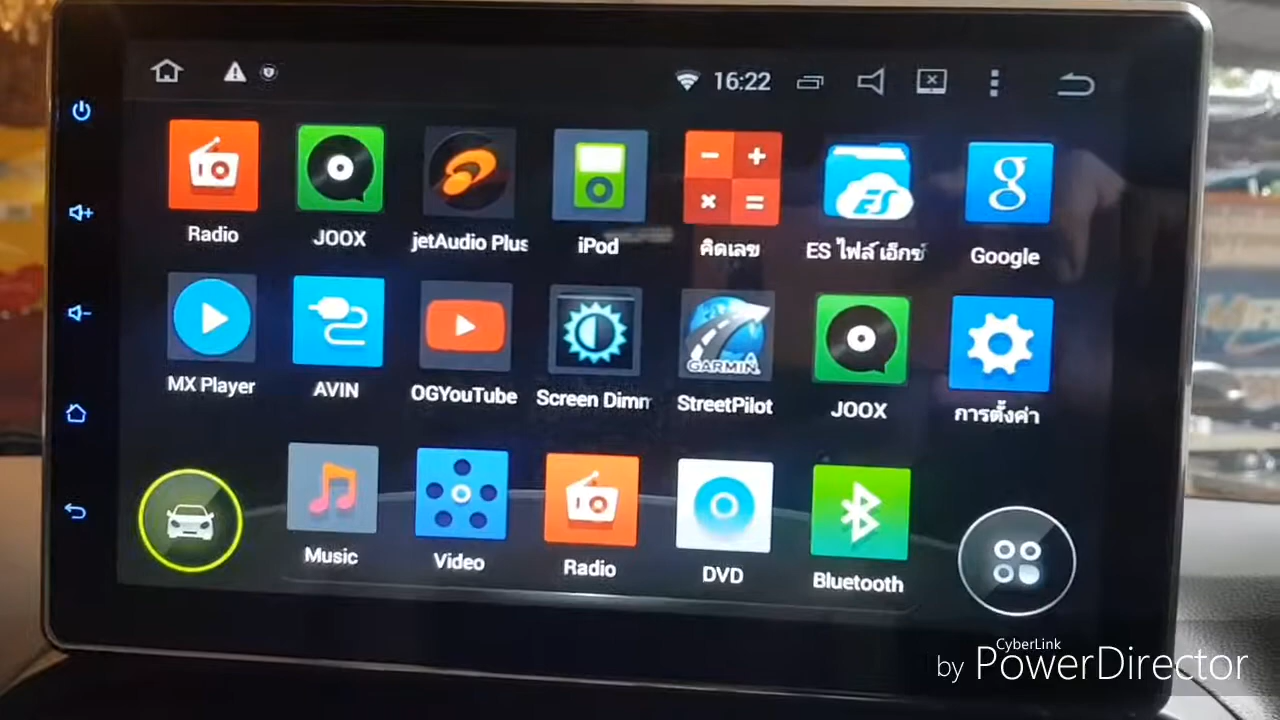 16:22
Radio
JOOX
jetAudio Plus
iPod
คิดเลข
ES ไฟล์ เอ็กซ์
Google
MX Player
AVIN
OGYouTube
Screen Dimm
GARMIN
StreetPilot
JOOX
การตั้งค่า
Music
Video
Radio
DVD
Bluetooth
CyberLink
by PowerDirector